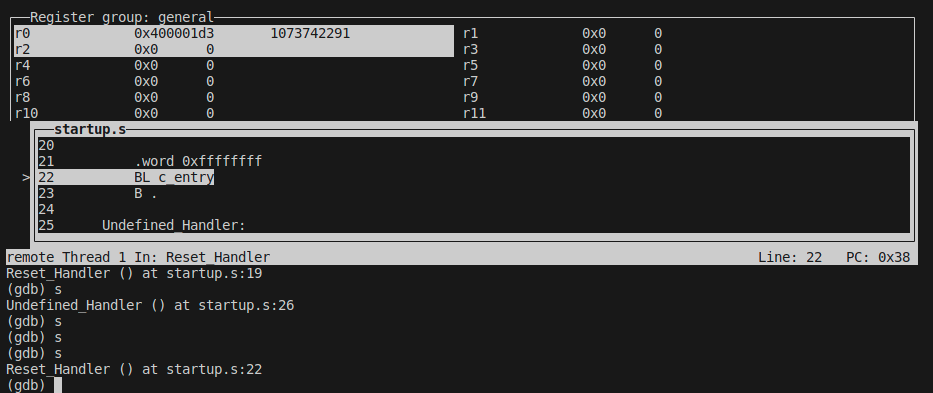 Register group: general
r0 0x400001d3 1073742291 r1 0x0 0
r2 0x0 0 r3 0x0 0
r4 0x0 0 r5 0x0 0
r6 0x0 0 r7 0x0 0
r8 0x0 0 r9 0x0 0
r10 0x0 0 r11 0x0 0
startup.s
20
21 .word 0xffffffff
>22 BL c_entry
23 B .
24
25 Undefined_Handler:
remote Thread 1 In: Reset_Handler Line: 22 PC: 0x38
Reset_Handler () at startup.s:19
(gdb) s
Undefined_Handler () at startup.s:26
(gdb) s
(gdb) s
(gdb) s
Reset_Handler () at startup.s:22
(gdb)